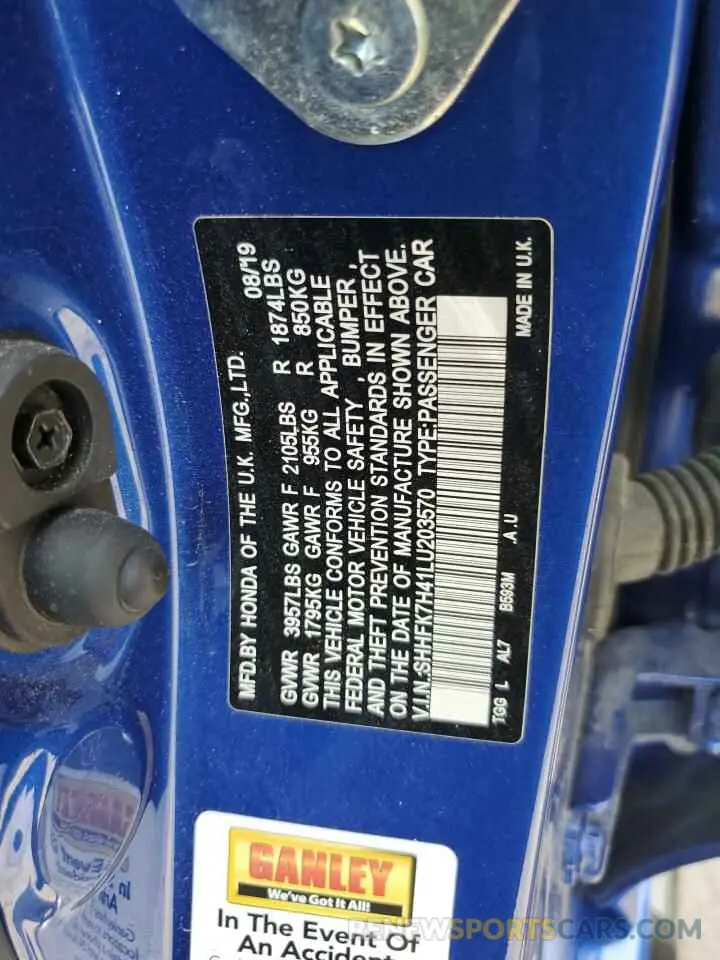 MFD.BY HONDA OF THE U.K. MFG.,LTD. 08/19
GVWR 3957LBS GAWR F 2105LBS R 1874LBS
GVWR 1795KG GAWR F 955KG R 850KG
THIS VEHICLE CONFORMS TO ALL APPLICABLE
FEDERAL MOTOR VEHICLE SAFETY , BUMPER ,
AND THEFT PREVENTION STANDARDS IN EFFECT
ON THE DATE OF MANUFACTURE SHOWN ABOVE.
V.I.N.:SHHFK7H41LU203570 TYPE:PASSENGER CAR
TGG L AL7 B593M .A.U MADE IN U.K.
GANLEY
We've Got It All!
In The Event Of
An Accident
RENEWSPORTSCARS.COM